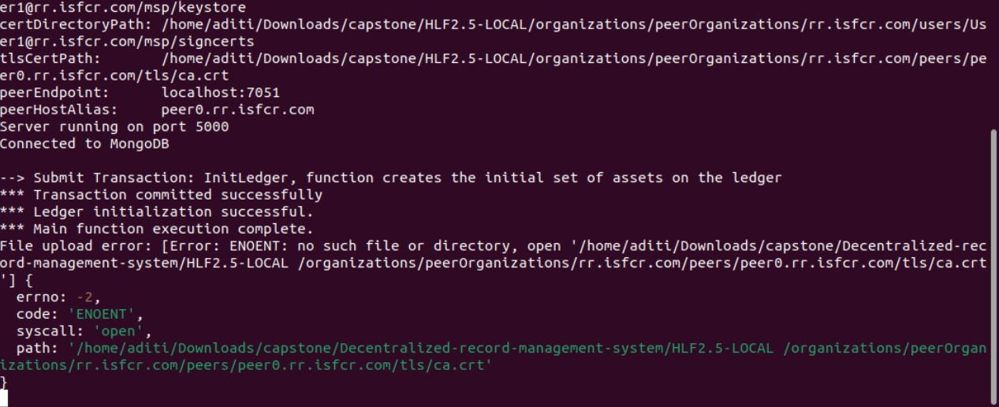 er1@rr.isfcr.com/msp/keystore
certDirectoryPath: /home/aditi/Downloads/capstone/HLF2.5-LOCAL/organizations/peerOrganizations/rr.isfcr.com/users/Us
er1@rr.isfcr.com/msp/signcerts
tlsCertPath:       /home/aditi/Downloads/capstone/HLF2.5-LOCAL/organizations/peerOrganizations/rr.isfcr.com/peers/pe
er0.rr.isfcr.com/tls/ca.crt
peerEndpoint:      localhost:7051
peerHostAlias:     peer0.rr.isfcr.com
Server running on port 5000
Connected to MongoDB

--> Submit Transaction: InitLedger, function creates the initial set of assets on the ledger
*** Transaction committed successfully
*** Ledger initialization successful.
*** Main function execution complete.
File upload error: [Error: ENOENT: no such file or directory, open '/home/aditi/Downloads/capstone/Decentralized-rec
ord-management-system/HLF2.5-LOCAL /organizations/peerOrganizations/rr.isfcr.com/peers/peer0.rr.isfcr.com/tls/ca.crt
'] {
  errno: -2,
  code: 'ENOENT',
  syscall: 'open',
  path: '/home/aditi/Downloads/capstone/Decentralized-record-management-system/HLF2.5-LOCAL /organizations/peerOrgan
izations/rr.isfcr.com/peers/peer0.rr.isfcr.com/tls/ca.crt'
}